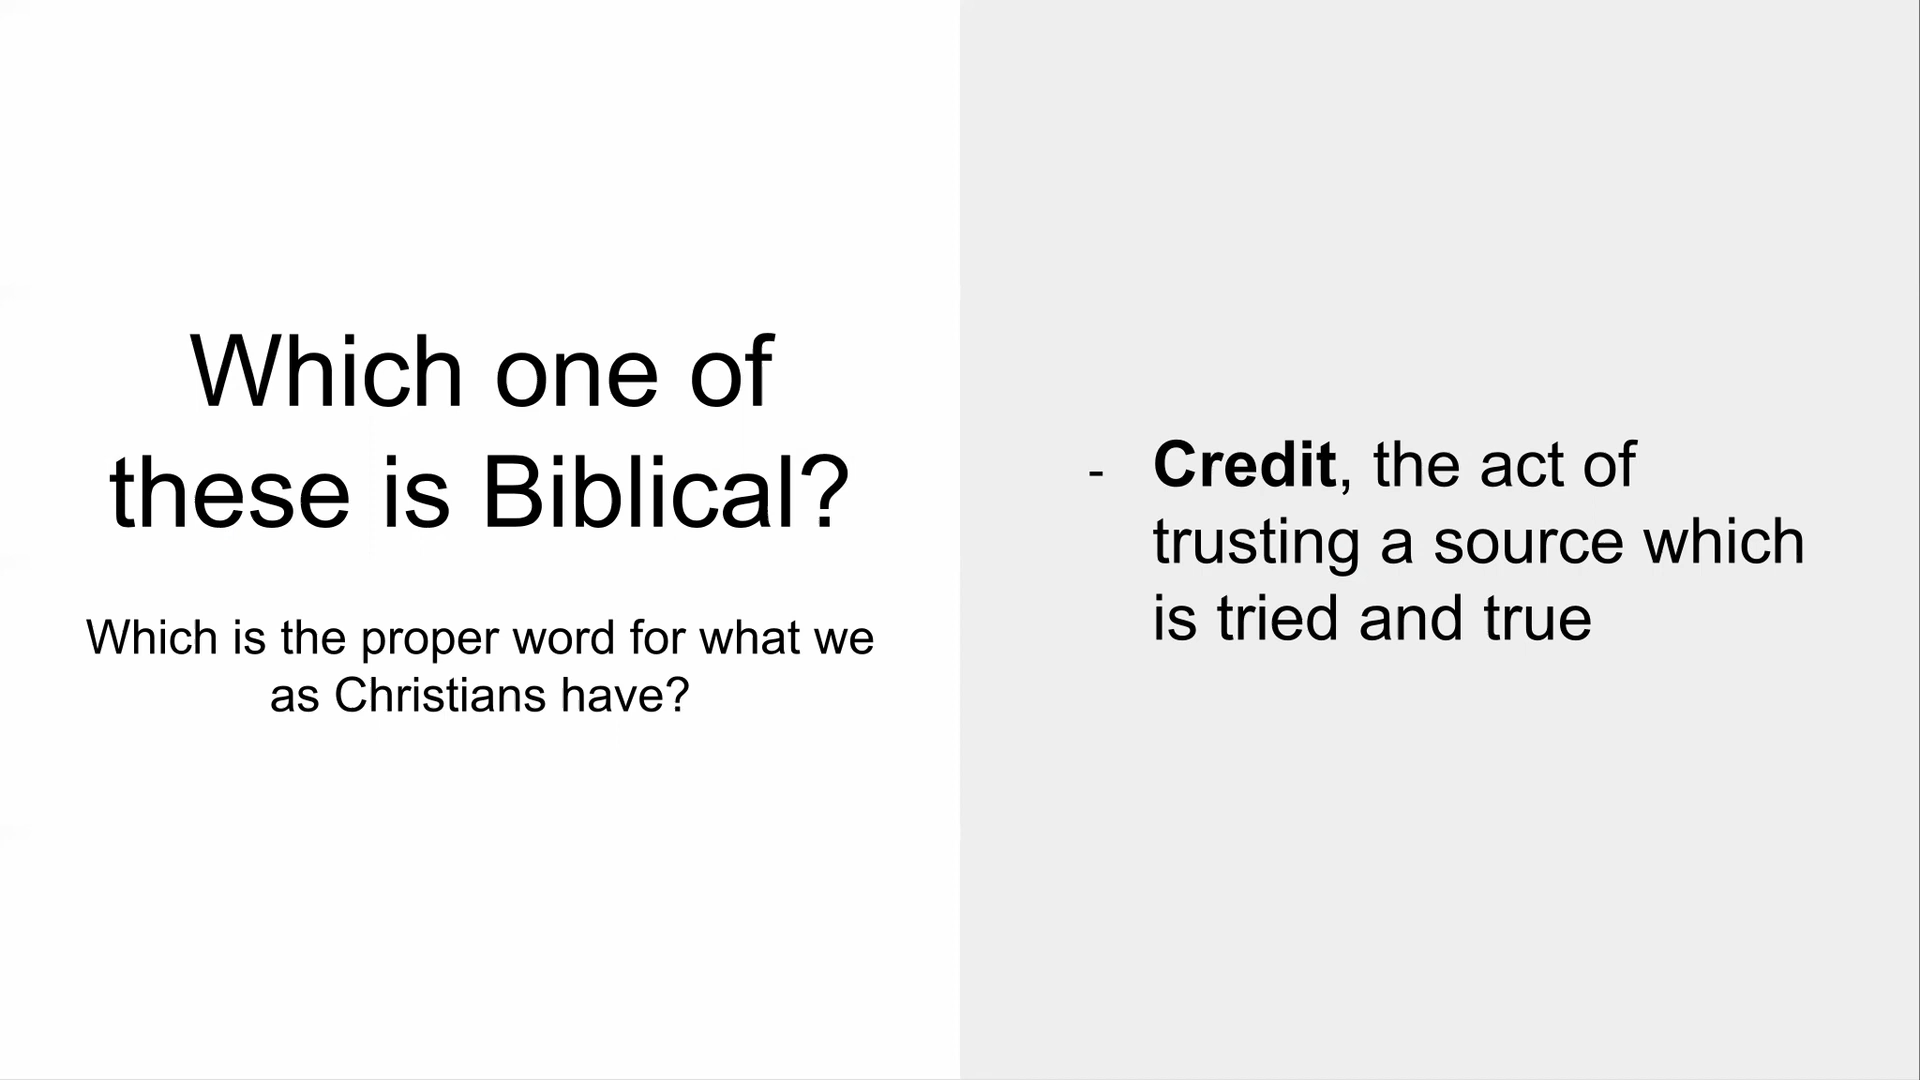 Which one of
these is Biblical?
Which is the proper word for what we
as Christians have?
- Credit, the act of
trusting a source which
is tried and true